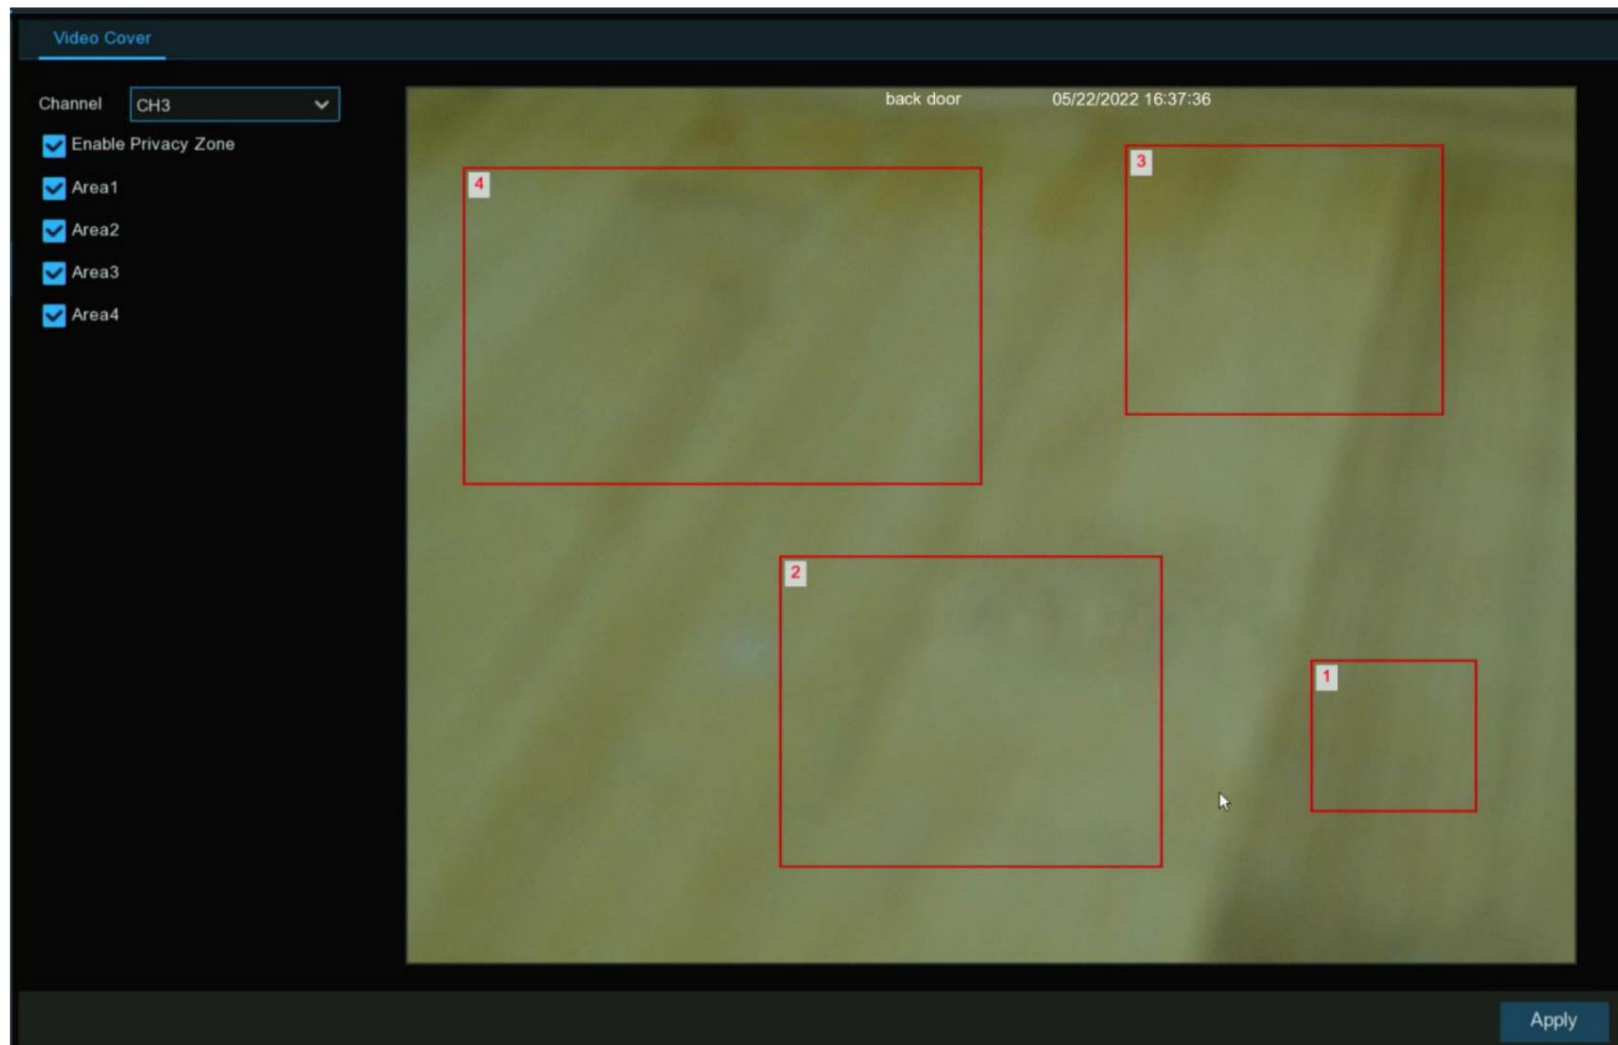 Video Cover
Channel CH3
back door 05/22/2022 16:37:36
Enable Privacy Zone
Area1
Area2
Area3
Area4
4
3
2
1
Apply